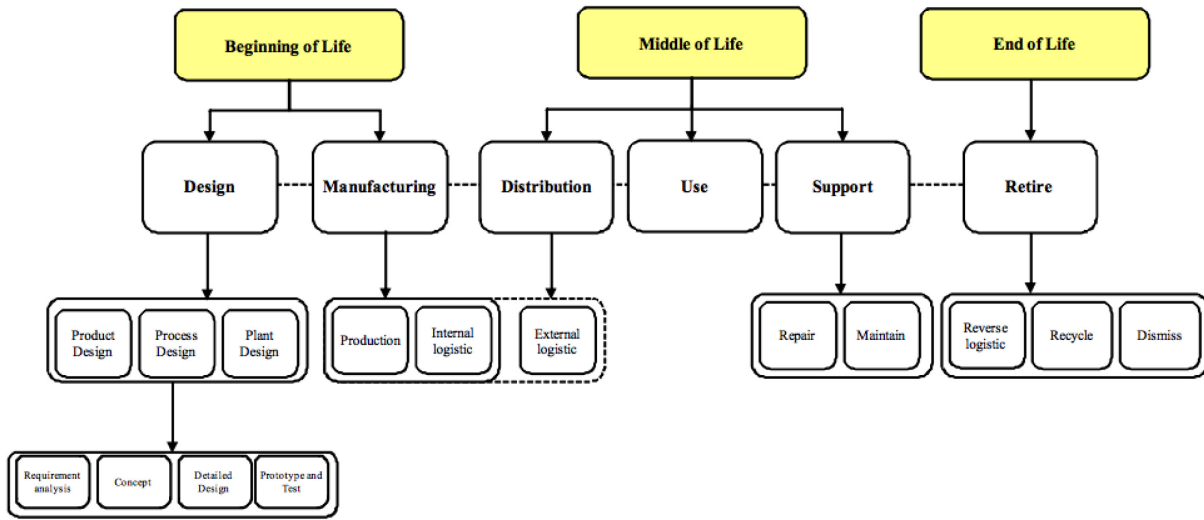 Beginning of Life
Middle of Life
End of Life
Design
Manufacturing
Distribution
Use
Support
Retire
Product
Design
Process
Design
Plant
Design
Production
Internal
logistic
External
logistic
Repair
Maintain
Reverse
logistic
Recycle
Dismiss
Requirement
analysis
Concept
Detailed
Design
Prototype and
Test